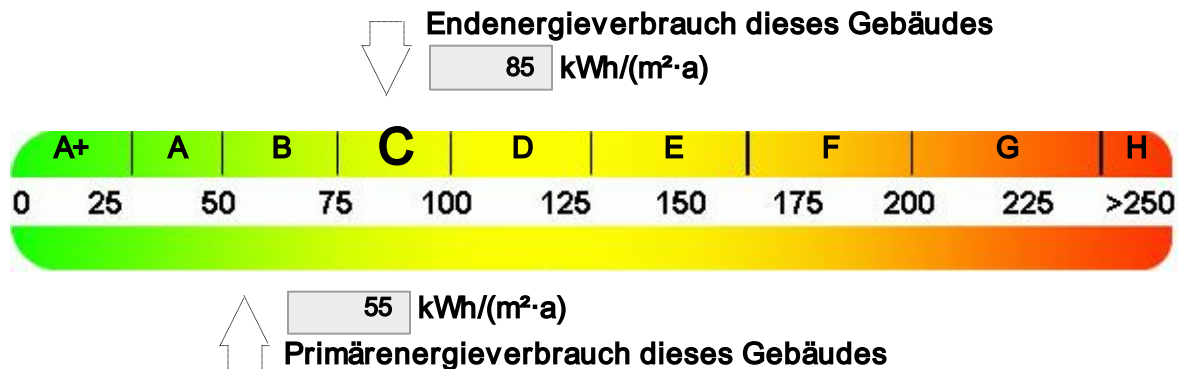 Endenergieverbrauch dieses Gebäudes
85 kWh/(m²·a)
A+ A B C D E F G H
0 25 50 75 100 125 150 175 200 225 >250
55 kWh/(m²·a)
Primärenergieverbrauch dieses Gebäudes